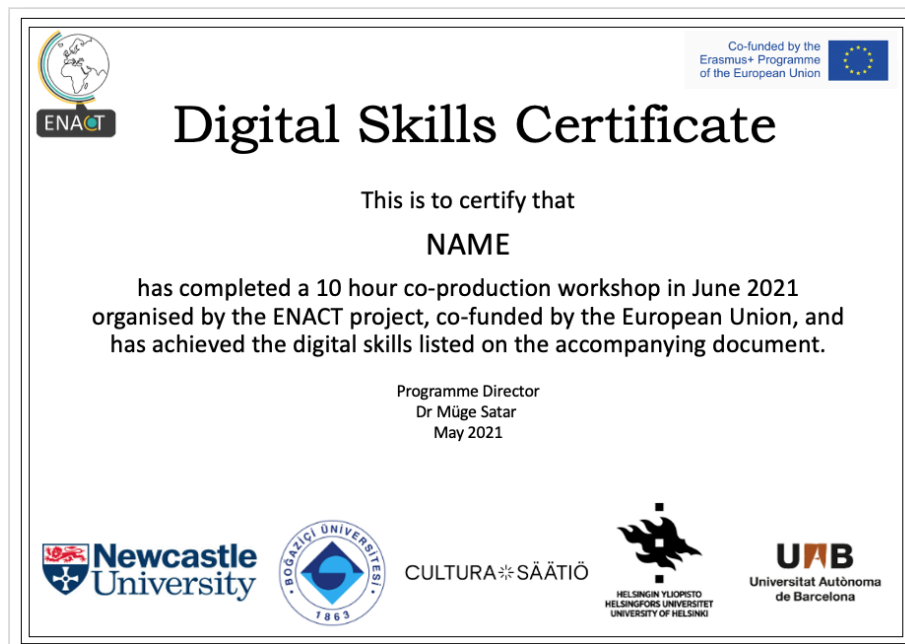 ENACT
Co-funded by the
Erasmus+ Programme
of the European Union
Digital Skills Certificate
This is to certify that
NAME
has completed a 10 hour co-production workshop in June 2021
organised by the ENACT project, co-funded by the European Union, and
has achieved the digital skills listed on the accompanying document.
Programme Director
Dr Müge Satar
May 2021
Newcastle
University
BOĞAZİÇİ ÜNİVERSİTESİ
1863
CULTURA SÄÄTIÖ
HELSINGIN YLIOPISTO
HELSINGFORS UNIVERSITET
UNIVERSITY OF HELSINKI
UAB
Universitat Autònoma
de Barcelona